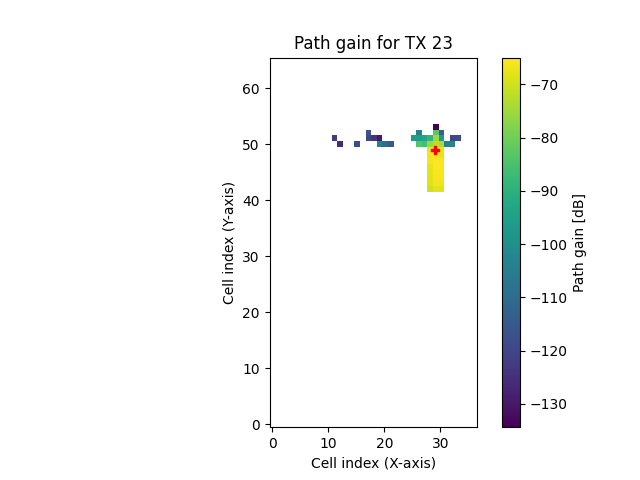 Path gain for TX 23
60
50
40
30
20
10
0
0 10 20 30
Cell index (Y-axis)
Cell index (X-axis)
−70
−80
−90
−100
−110
−120
−130
Path gain [dB]